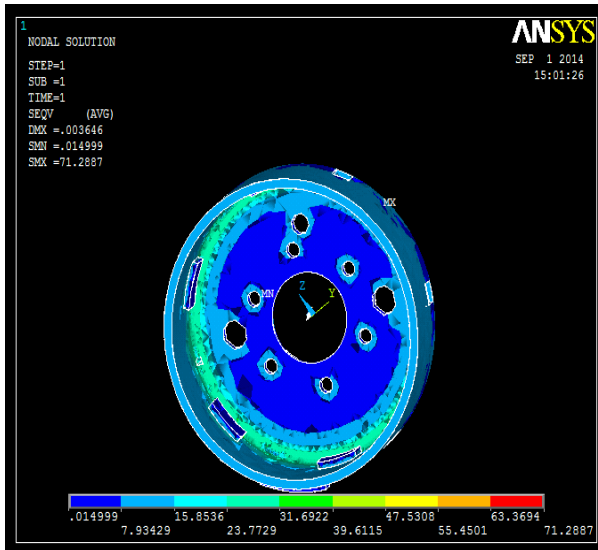 1
NODAL SOLUTION
STEP=1
SUB =1
TIME=1
SEQV (AVG)
DMX =.003646
SMN =.014999
SMX =71.2887
ANSYS
SEP 1 2014
15:01:26
MX
Z
Y
MN
.014999 15.8536 31.6922 47.5308 63.3694
7.93429 23.7729 39.6115 55.4501 71.2887